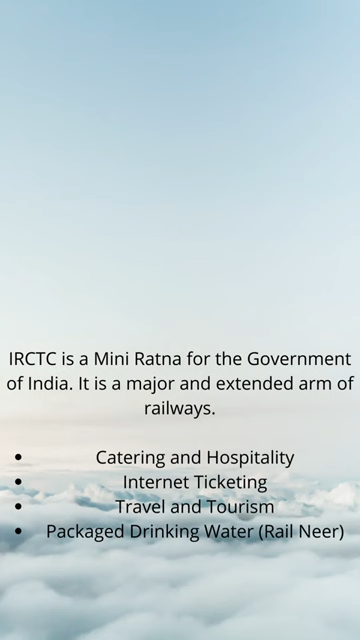 IRCTC is a Mini Ratna for the Government
of India. It is a major and extended arm of
railways.
• Catering and Hospitality
• Internet Ticketing
• Travel and Tourism
• Packaged Drinking Water (Rail Neer)